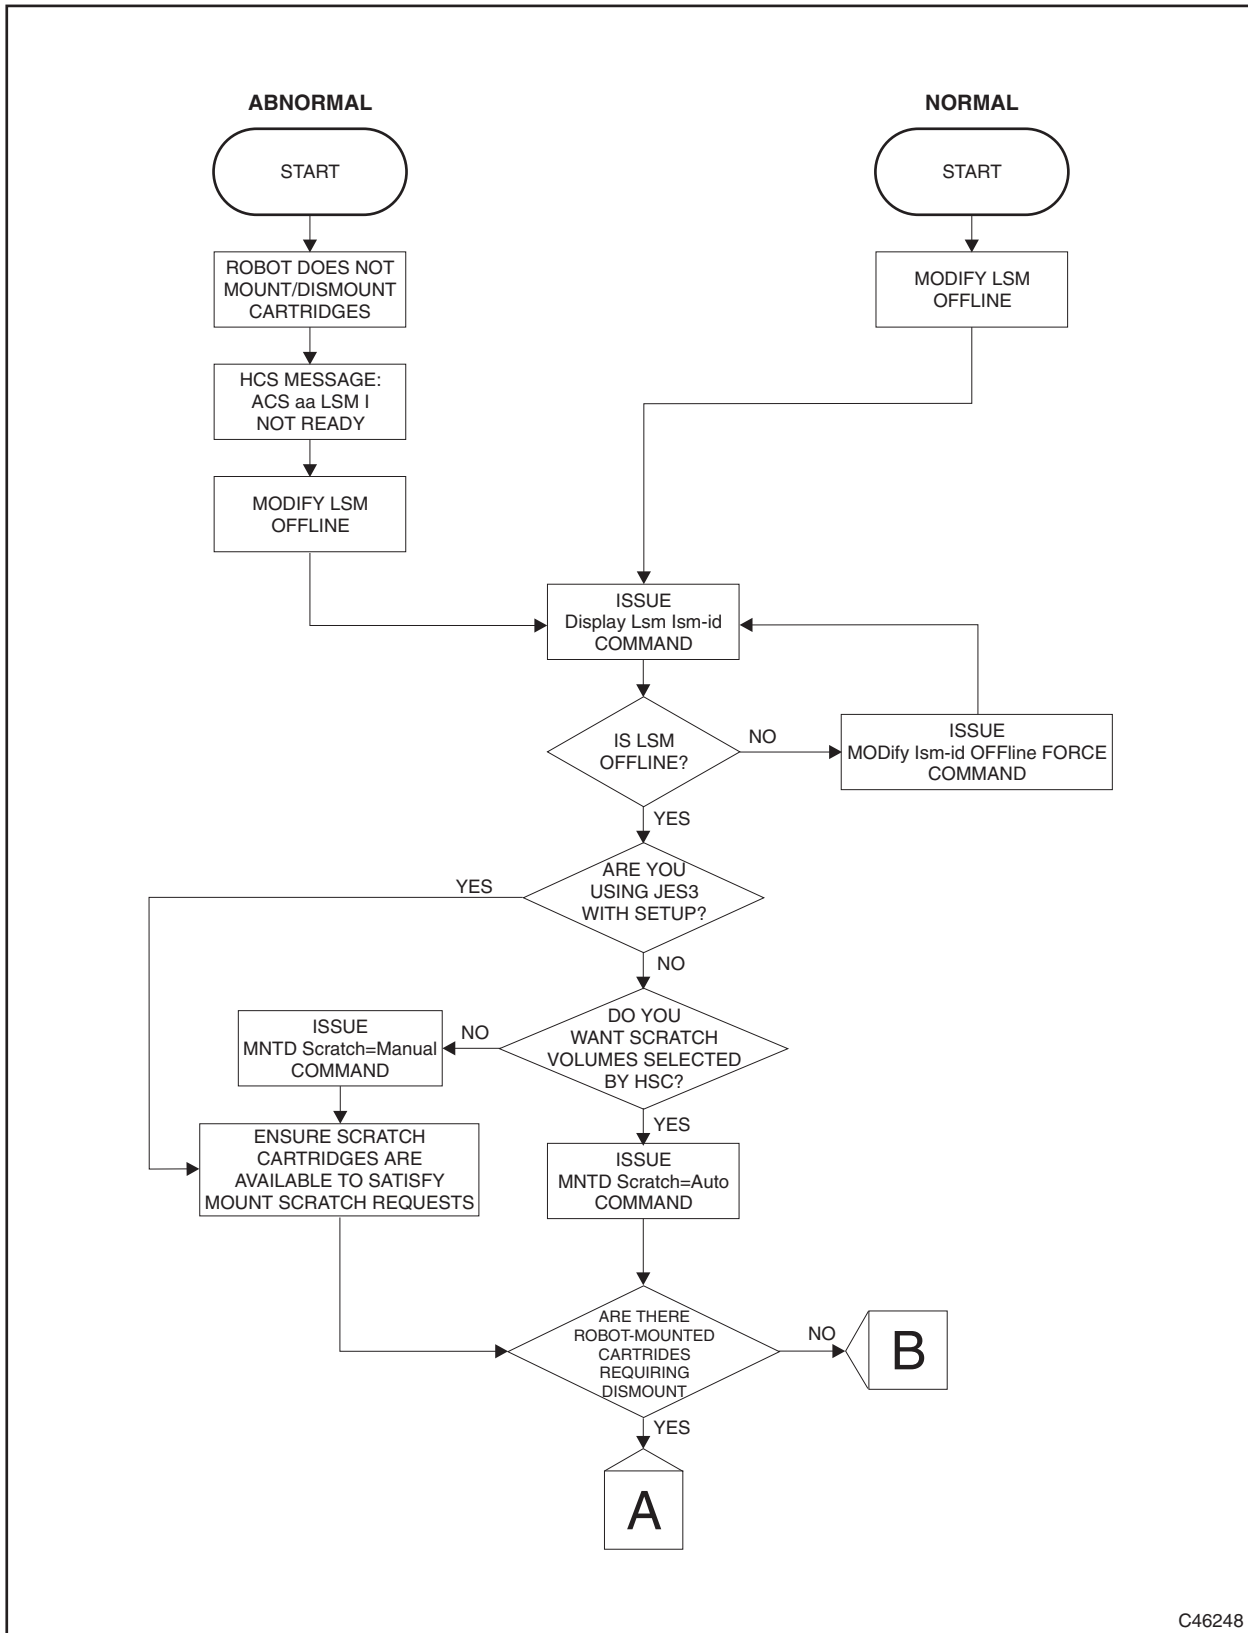 ABNORMAL
START
ROBOT DOES NOT
MOUNT/DISMOUNT
CARTRIDGES
HCS MESSAGE:
ACS aa LSM I
NOT READY
MODIFY LSM
OFFLINE
NORMAL
START
MODIFY LSM
OFFLINE
ISSUE
Display Lsm lsm-id
COMMAND
IS LSM
OFFLINE?
NO
ISSUE
MODify lsm-id OFFline FORCE
COMMAND
YES
ARE YOU
USING JES3
WITH SETUP?
YES
NO
DO YOU
WANT SCRATCH
VOLUMES SELECTED
BY HSC?
NO
ISSUE
MNTD Scratch=Manual
COMMAND
ENSURE SCRATCH
CARTRIDGES ARE
AVAILABLE TO SATISFY
MOUNT SCRATCH REQUESTS
YES
ISSUE
MNTD Scratch=Auto
COMMAND
ARE THERE
ROBOT-MOUNTED
CARTRIDES
REQUIRING
DISMOUNT
NO
B
YES
A
C46248